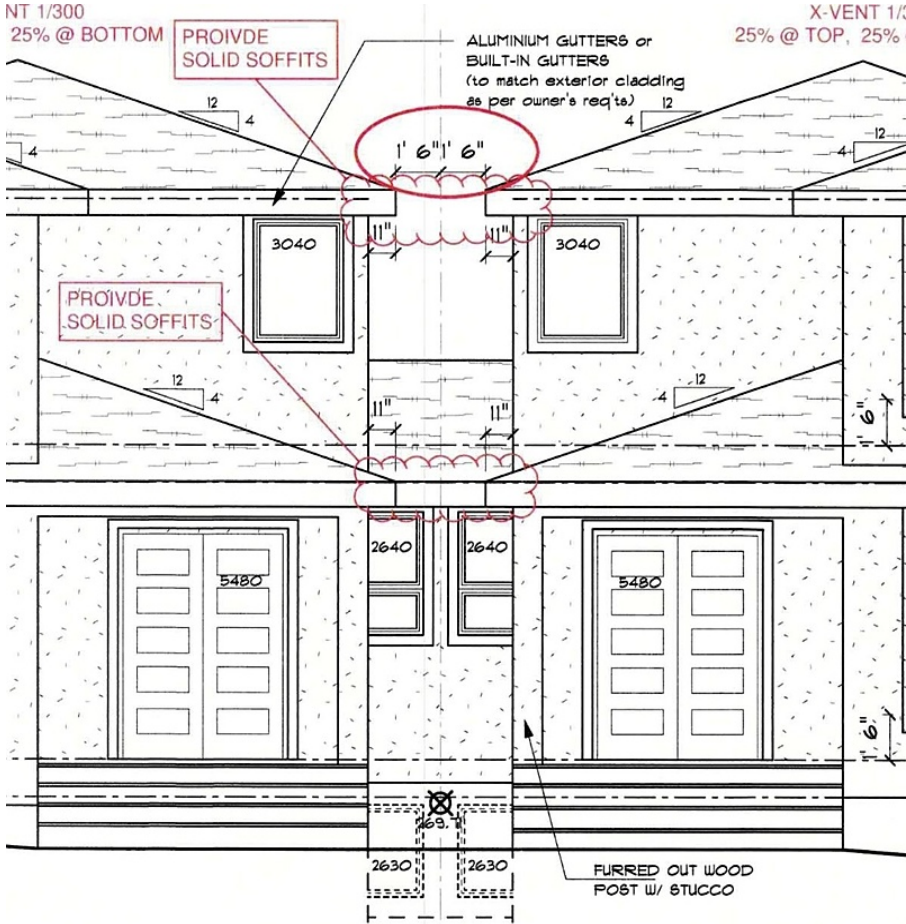 NT 1/300
25% @ BOTTOM
PROIVDE
SOLID SOFFITS
ALUMINIUM GUTTERS or
BUILT-IN GUTTERS
(to match exterior cladding
as per owner's req'ts)
X-VENT 1/3
25% @ TOP, 25%
12
4
12
4
4
12
4
1' 6"
1' 6"
11"
11"
3040
3040
PROIVDE
SOLID SOFFITS
12
4
12
4
11"
11"
1' 6"
2640
2640
5480
5480
1' 6"
2630
2630
FURRED OUT WOOD
POST W/ STUCCO